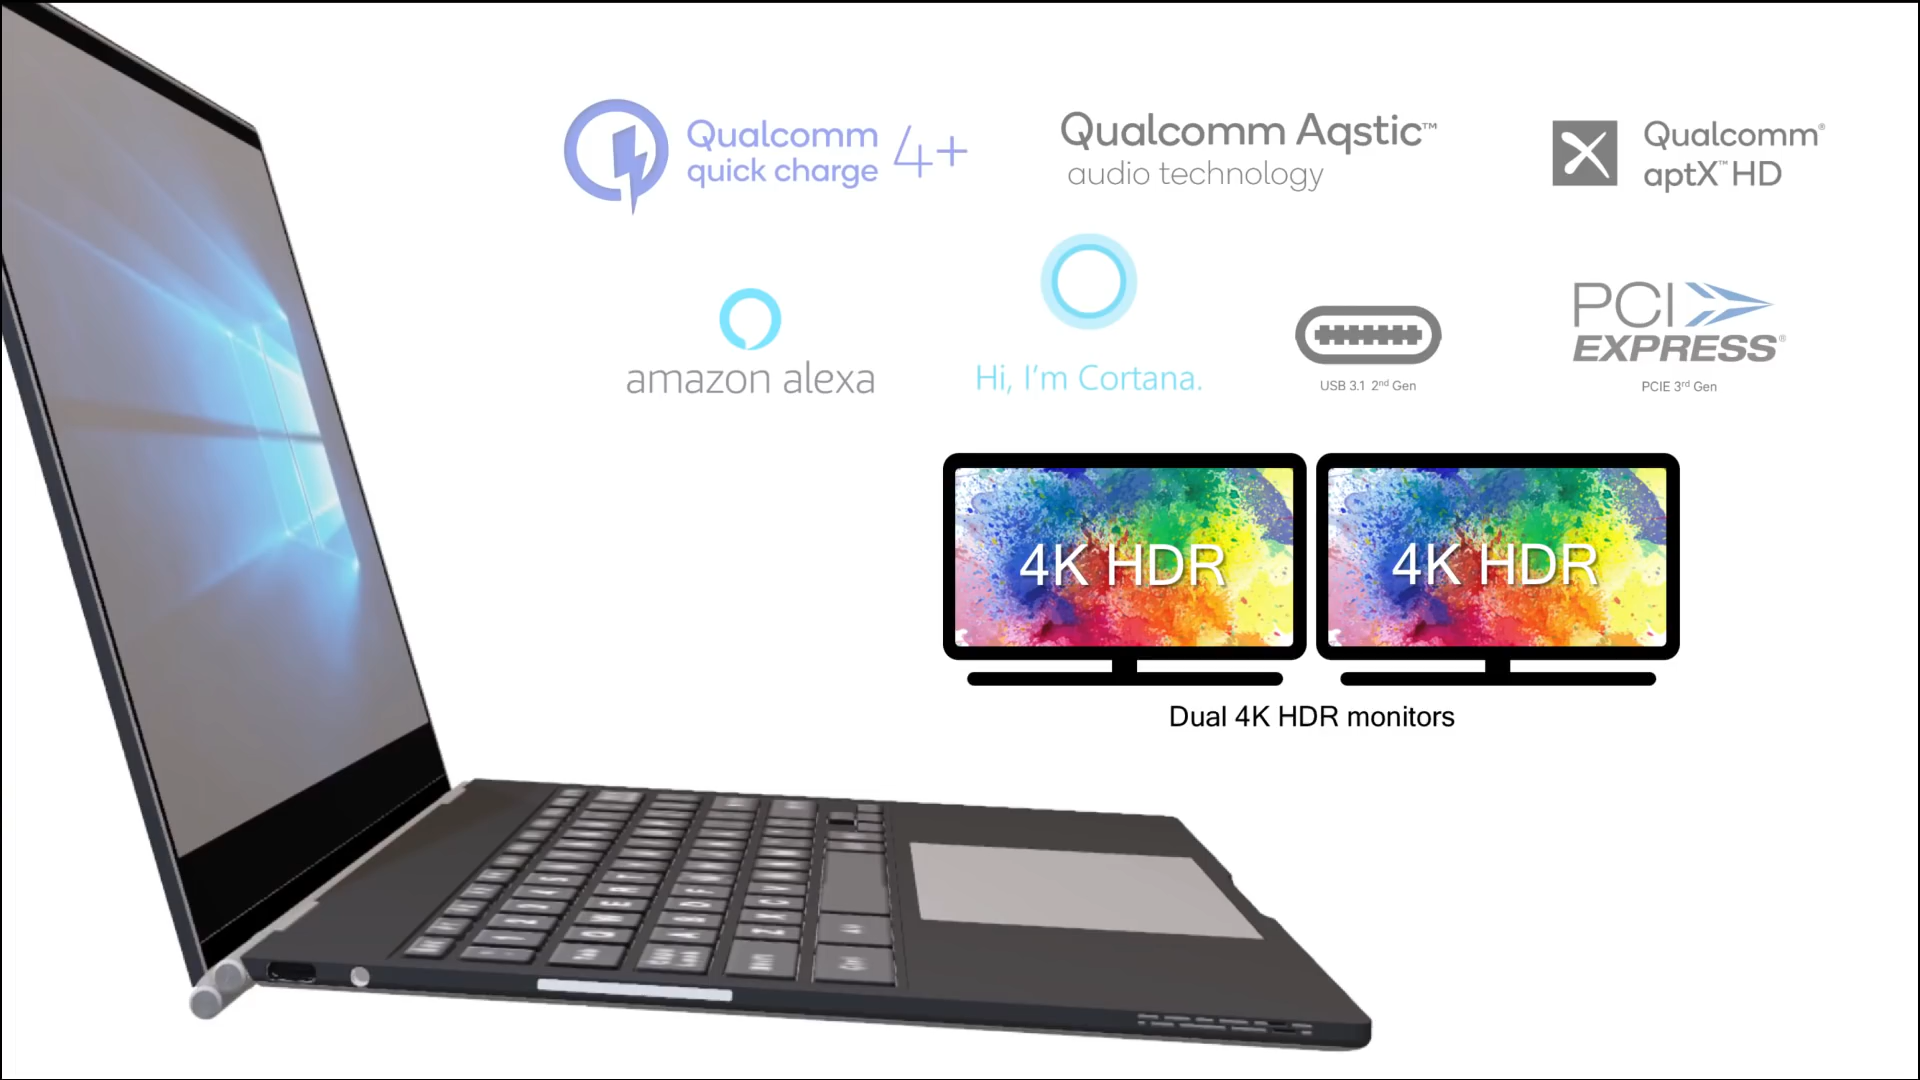 Qualcomm
quick charge
4+
Qualcomm Aqstic™
audio technology
Qualcomm®
aptX™ HD
amazon alexa
Hi, I'm Cortana.
USB 3.1 2nd Gen
PCI
EXPRESS®
PCIE 3rd Gen
4K HDR
4K HDR
Dual 4K HDR monitors